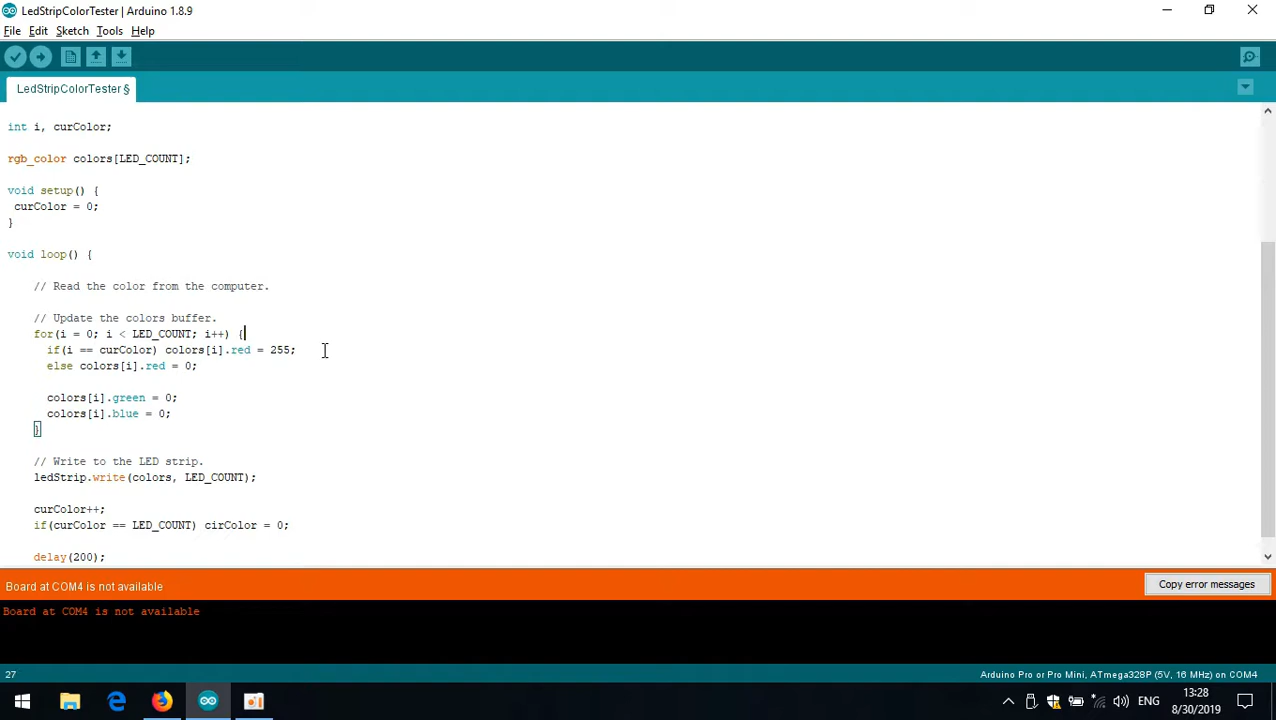 LedStripColorTester | Arduino 1.8.9
File Edit Sketch Tools Help
LedStripColorTester §
int i, curColor;
rgb_color colors[LED_COUNT];
void setup() {
curColor = 0;
}
void loop() {
// Read the color from the computer.
// Update the colors buffer.
for(i = 0; i < LED_COUNT; i++) {
if(i == curColor) colors[i].red = 255;
else colors[i].red = 0;
colors[i].green = 0;
colors[i].blue = 0;
}
// Write to the LED strip.
ledStrip.write(colors, LED_COUNT);
curColor++;
if(curColor == LED_COUNT) cirColor = 0;
delay(200);
Board at COM4 is not available
Copy error messages
Board at COM4 is not available
27
Arduino Pro or Pro Mini, ATmega328P (5V, 16 MHz) on COM4
ENG
13:28
8/30/2019